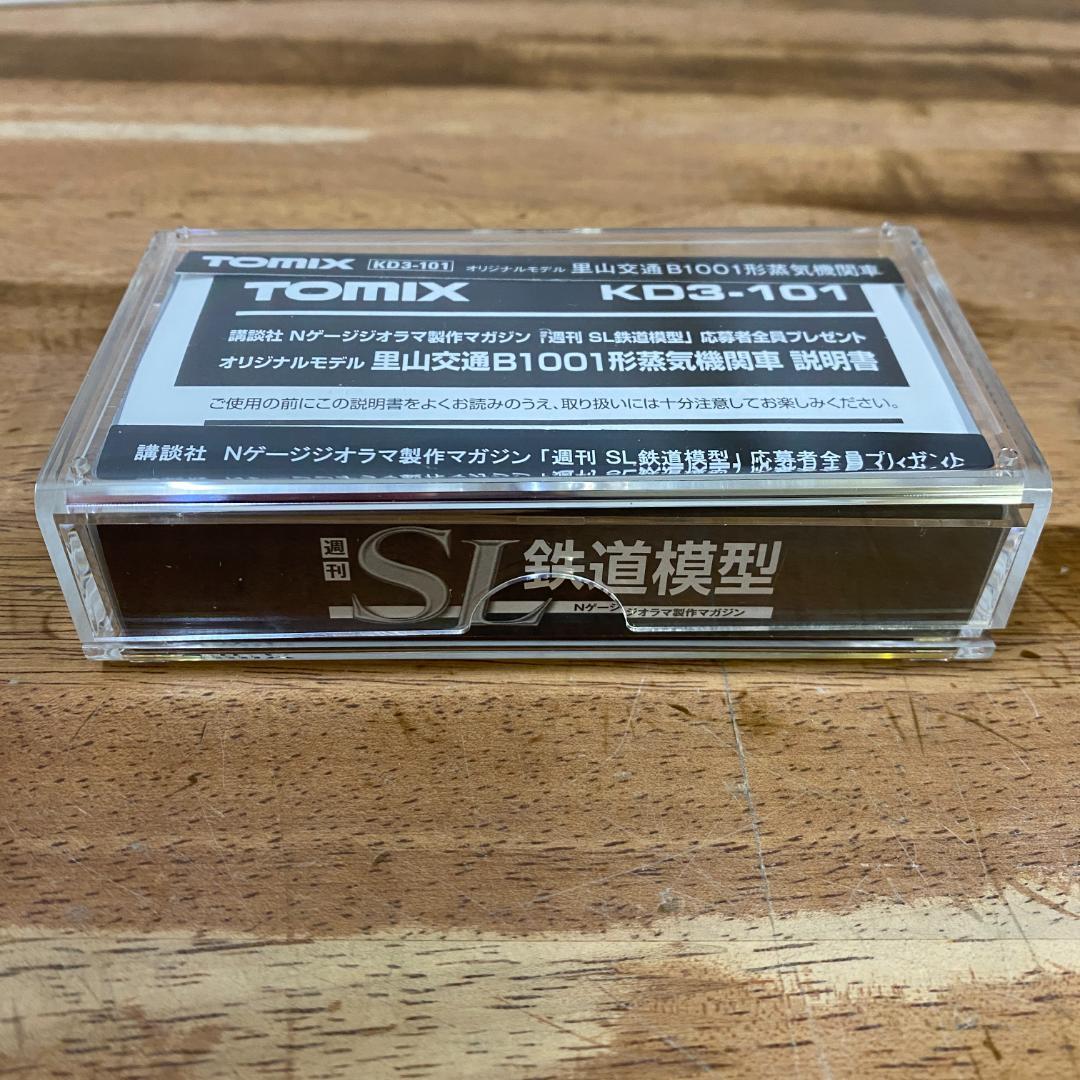 TOMIX KD3-101 オリジナルモデル 里山交通B1001形蒸気機関車
TOMIX KD3-101
講談社 Nゲージジオラマ製作マガジン「週刊 SL鉄道模型」応募者全員プレゼント
オリジナルモデル 里山交通B1001形蒸気機関車 説明書
ご使用の前にこの説明書をよくお読みのうえ、取り扱いには十分注意してお楽しみください。
講談社 Nゲージジオラマ製作マガジン「週刊 SL鉄道模型」応募者全員プレゼント
週刊 SL 鉄道模型
Nゲージジオラマ製作マガジン